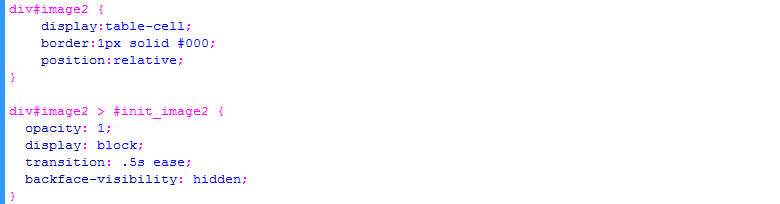 div#image2 {
    display:table-cell;
    border:1px solid #000;
    position:relative;
}

div#image2 > #init_image2 {
  opacity: 1;
  display: block;
  transition: .5s ease;
  backface-visibility: hidden;
}